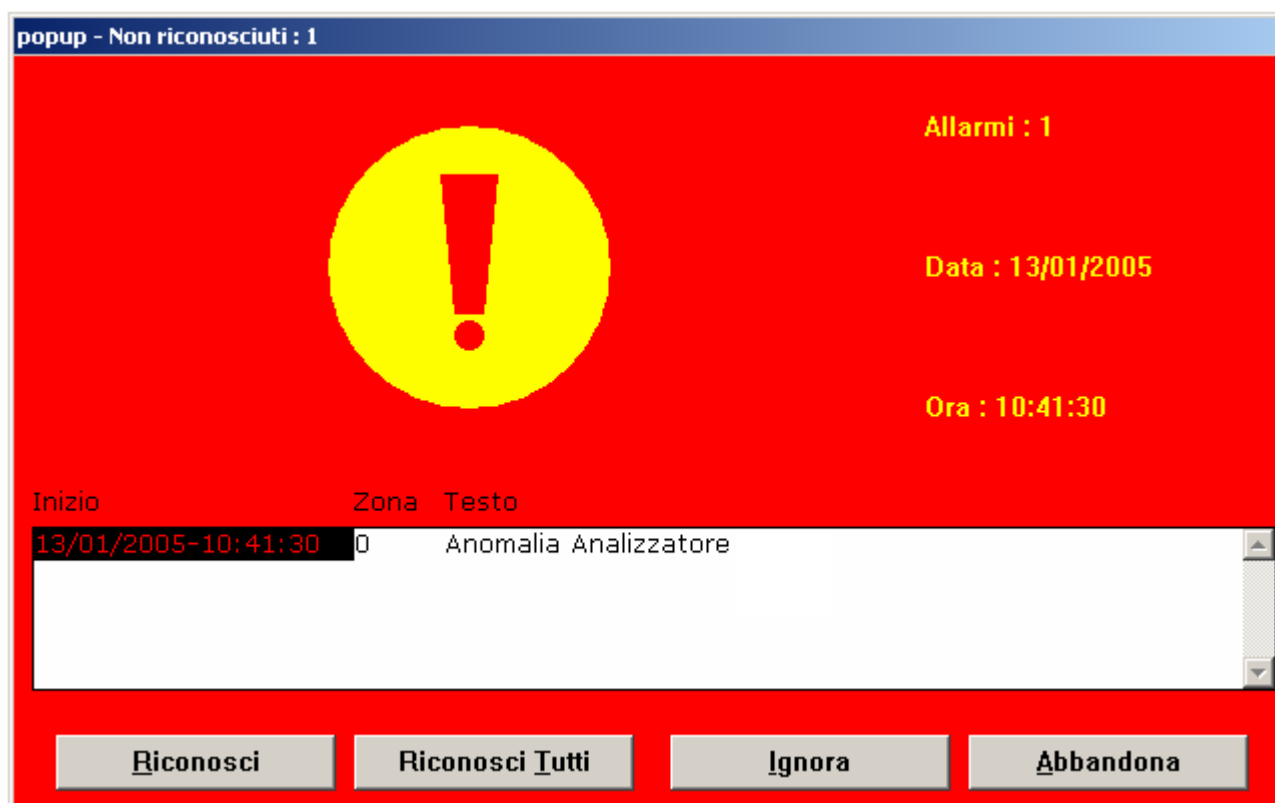 popup - Non riconosciuti : 1
Allarmi : 1
Data : 13/01/2005
Ora : 10:41:30
Inizio Zona Testo
13/01/2005-10:41:30 0 Anomalia Analizzatore
Riconosci Riconosci Tutti Ignora Abbandona